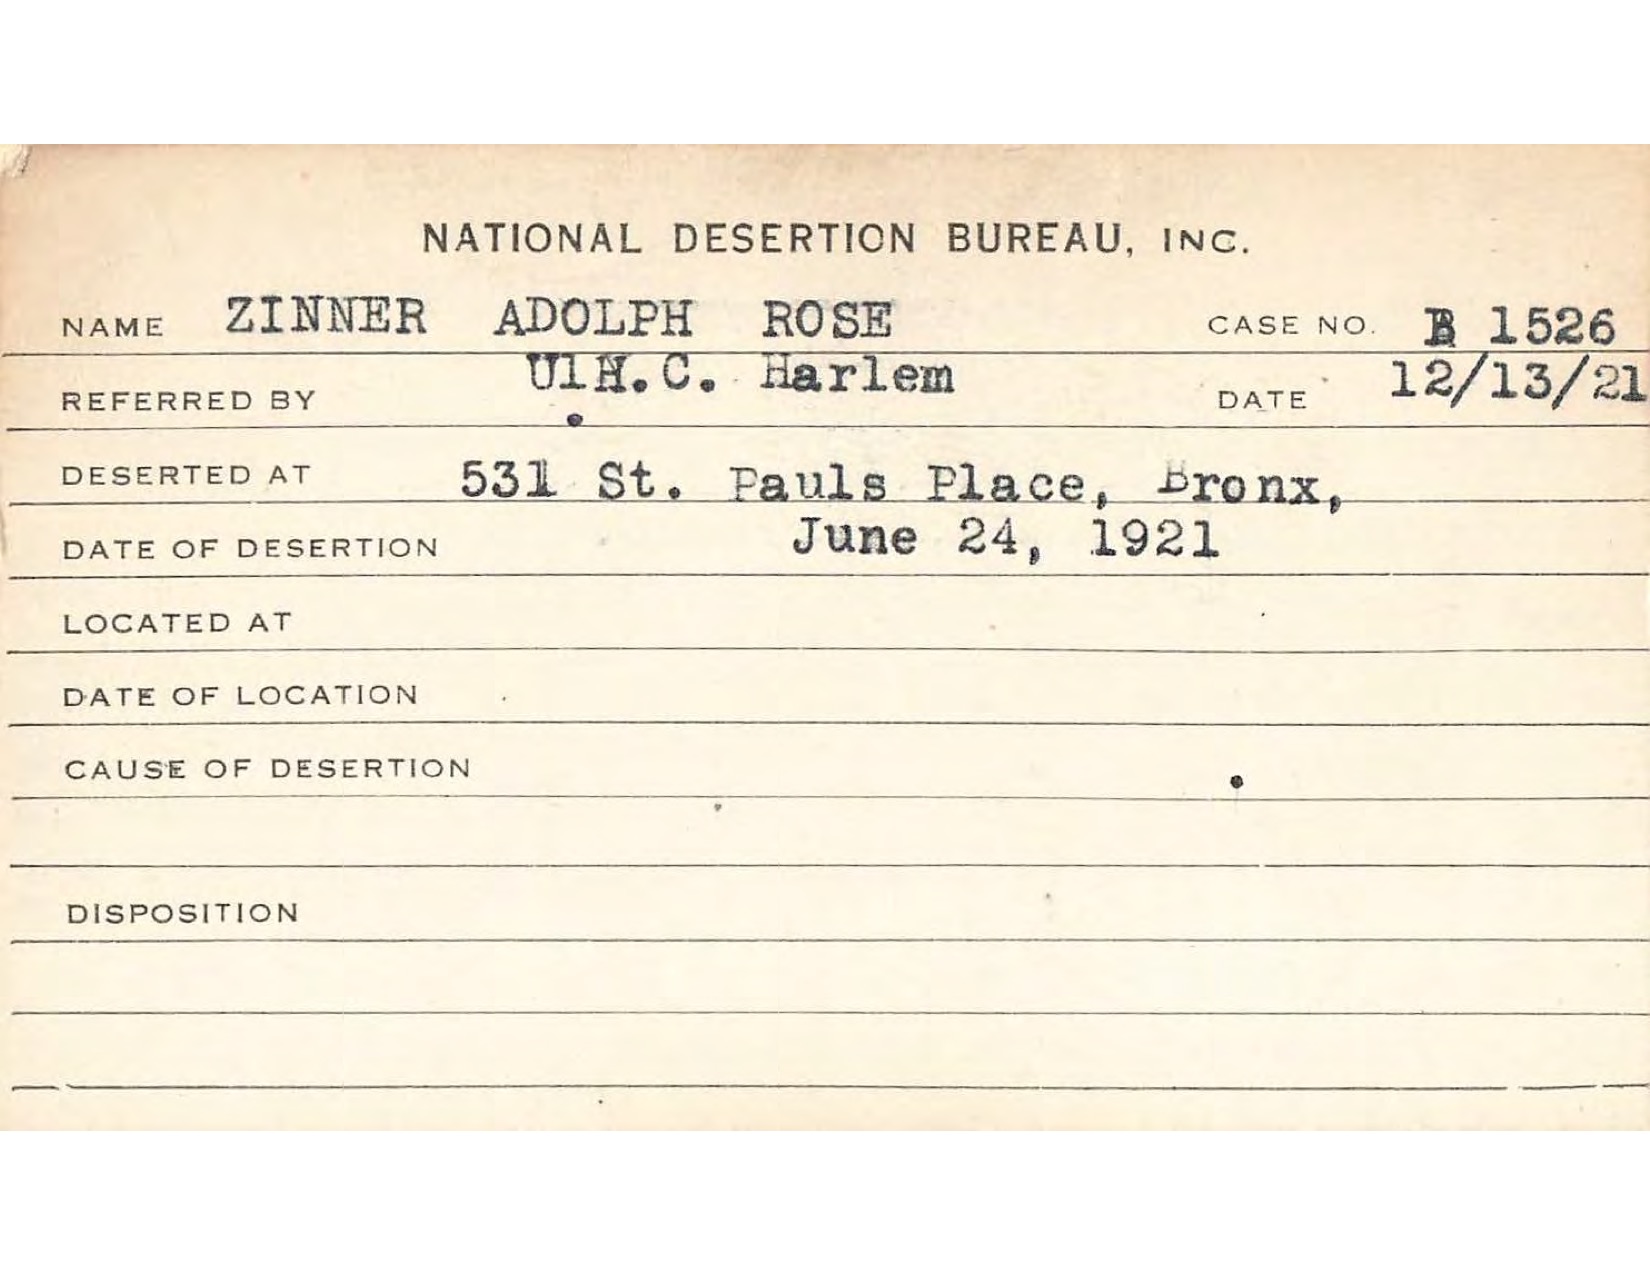 NATIONAL DESERTION BUREAU, INC.
NAME ZINNER ADOLPH ROSE CASE NO. B 1526
REFERRED BY U1H.C. Harlem DATE 12/13/21
DESERTED AT 531 St. Pauls Place, Bronx,
DATE OF DESERTION June 24, 1921
LOCATED AT
DATE OF LOCATION
CAUSE OF DESERTION
DISPOSITION